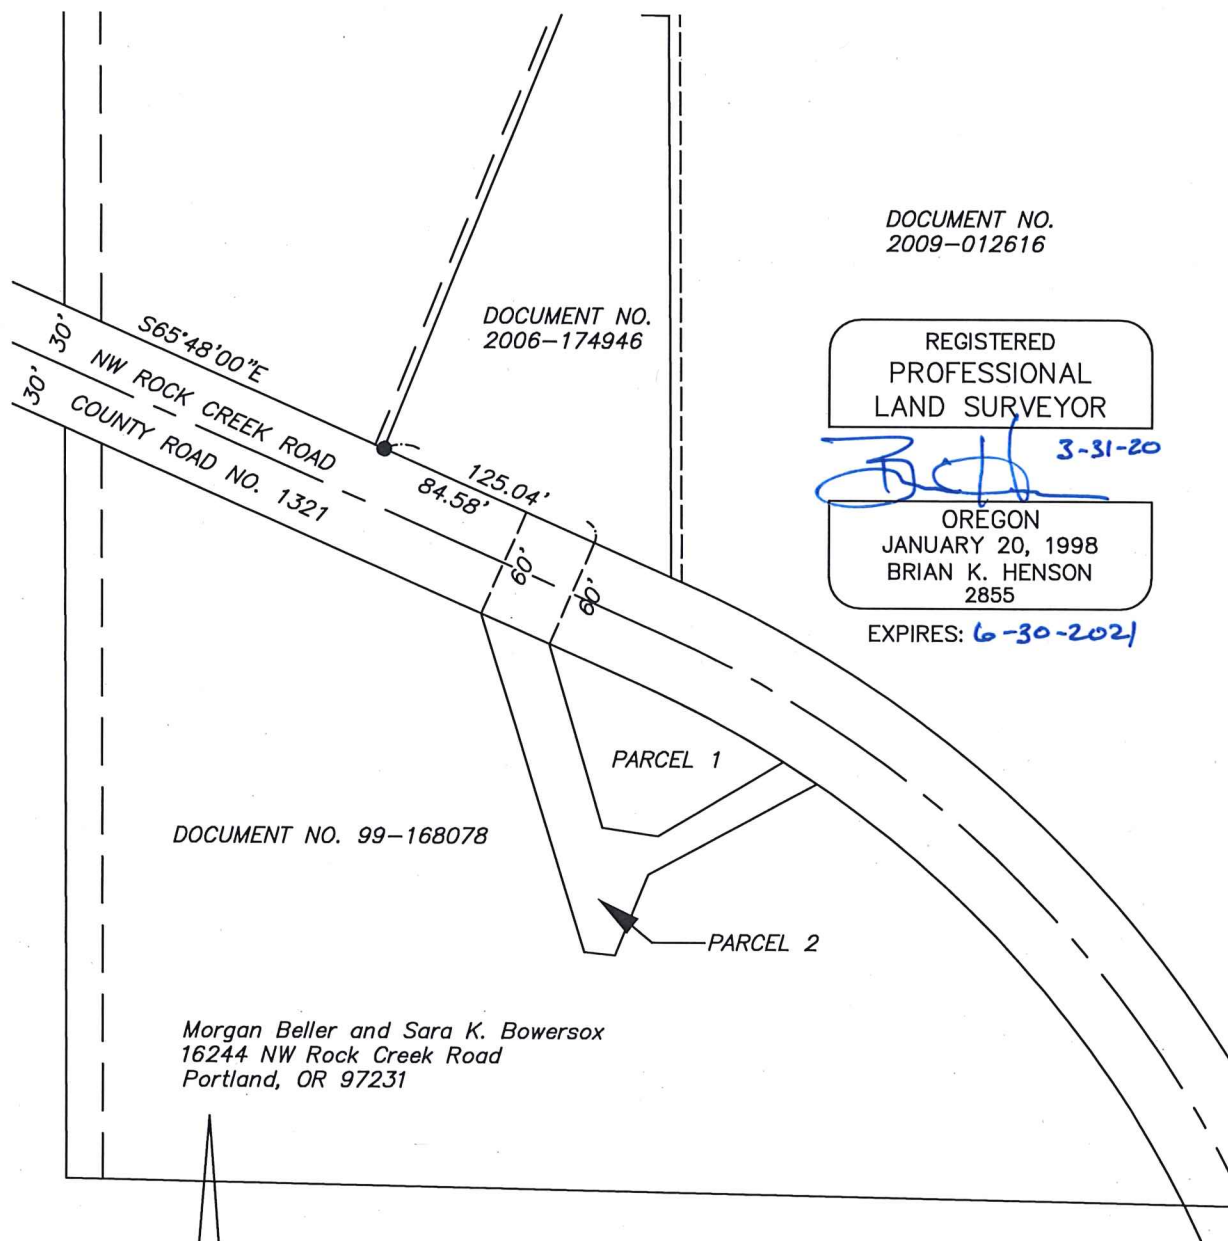 DOCUMENT NO.
2009-012616
DOCUMENT NO.
2006-174946
S65°48'00"E
30'
NW ROCK CREEK ROAD
30'
COUNTY ROAD NO. 1321
125.04'
84.58'
60'
60'
REGISTERED
PROFESSIONAL
LAND SURVEYOR
3-31-20
OREGON
JANUARY 20, 1998
BRIAN K. HENSON
2855
EXPIRES: 6-30-2021
PARCEL 1
DOCUMENT NO. 99-168078
PARCEL 2
Morgan Beller and Sara K. Bowersox
16244 NW Rock Creek Road
Portland, OR 97231